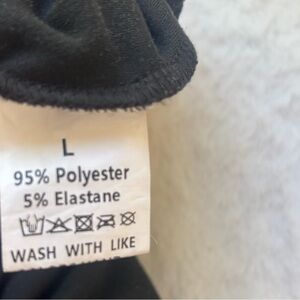 L
95% Polyester
5% Elastane
WASH WITH LIKE